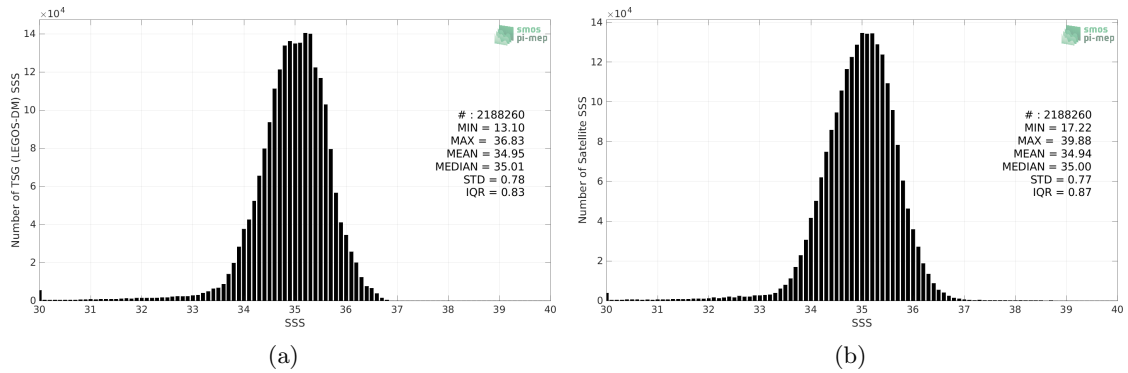 ×10⁴
14
12
10
8
6
4
2
0
Number of TSG (LEGOS-DM) SSS
30 31 32 33 34 35 36 37 38 39 40
SSS
smos
pi-mep
# : 2188260
MIN = 13.10
MAX = 36.83
MEAN = 34.95
MEDIAN = 35.01
STD = 0.78
IQR = 0.83
(a)
×10⁴
14
12
10
8
6
4
2
0
Number of Satellite SSS
30 31 32 33 34 35 36 37 38 39 40
SSS
smos
pi-mep
# : 2188260
MIN = 17.22
MAX = 39.88
MEAN = 34.94
MEDIAN = 35.00
STD = 0.77
IQR = 0.87
(b)